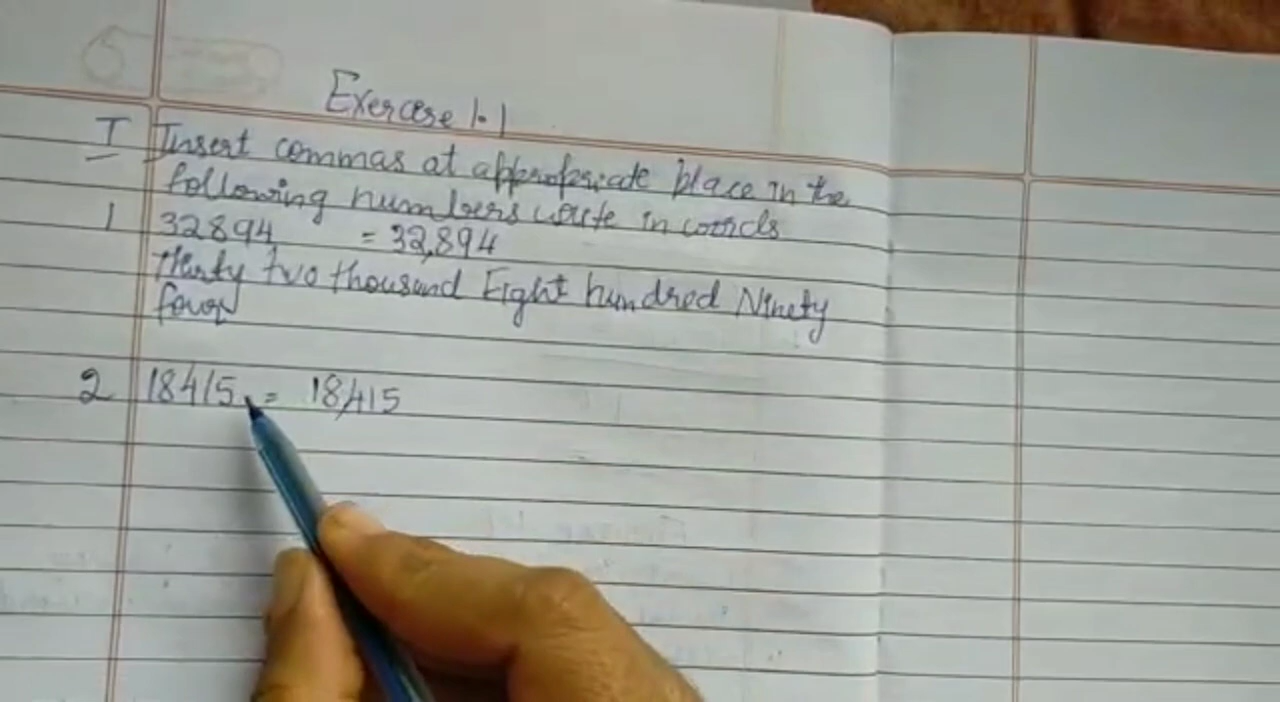 Exercise 1.1
I Insert commas at appropriate place in the
following numbers write in words
1 32894 = 32,894
Thirty two thousand Eight hundred Ninety
four
2 18415 = 18,415